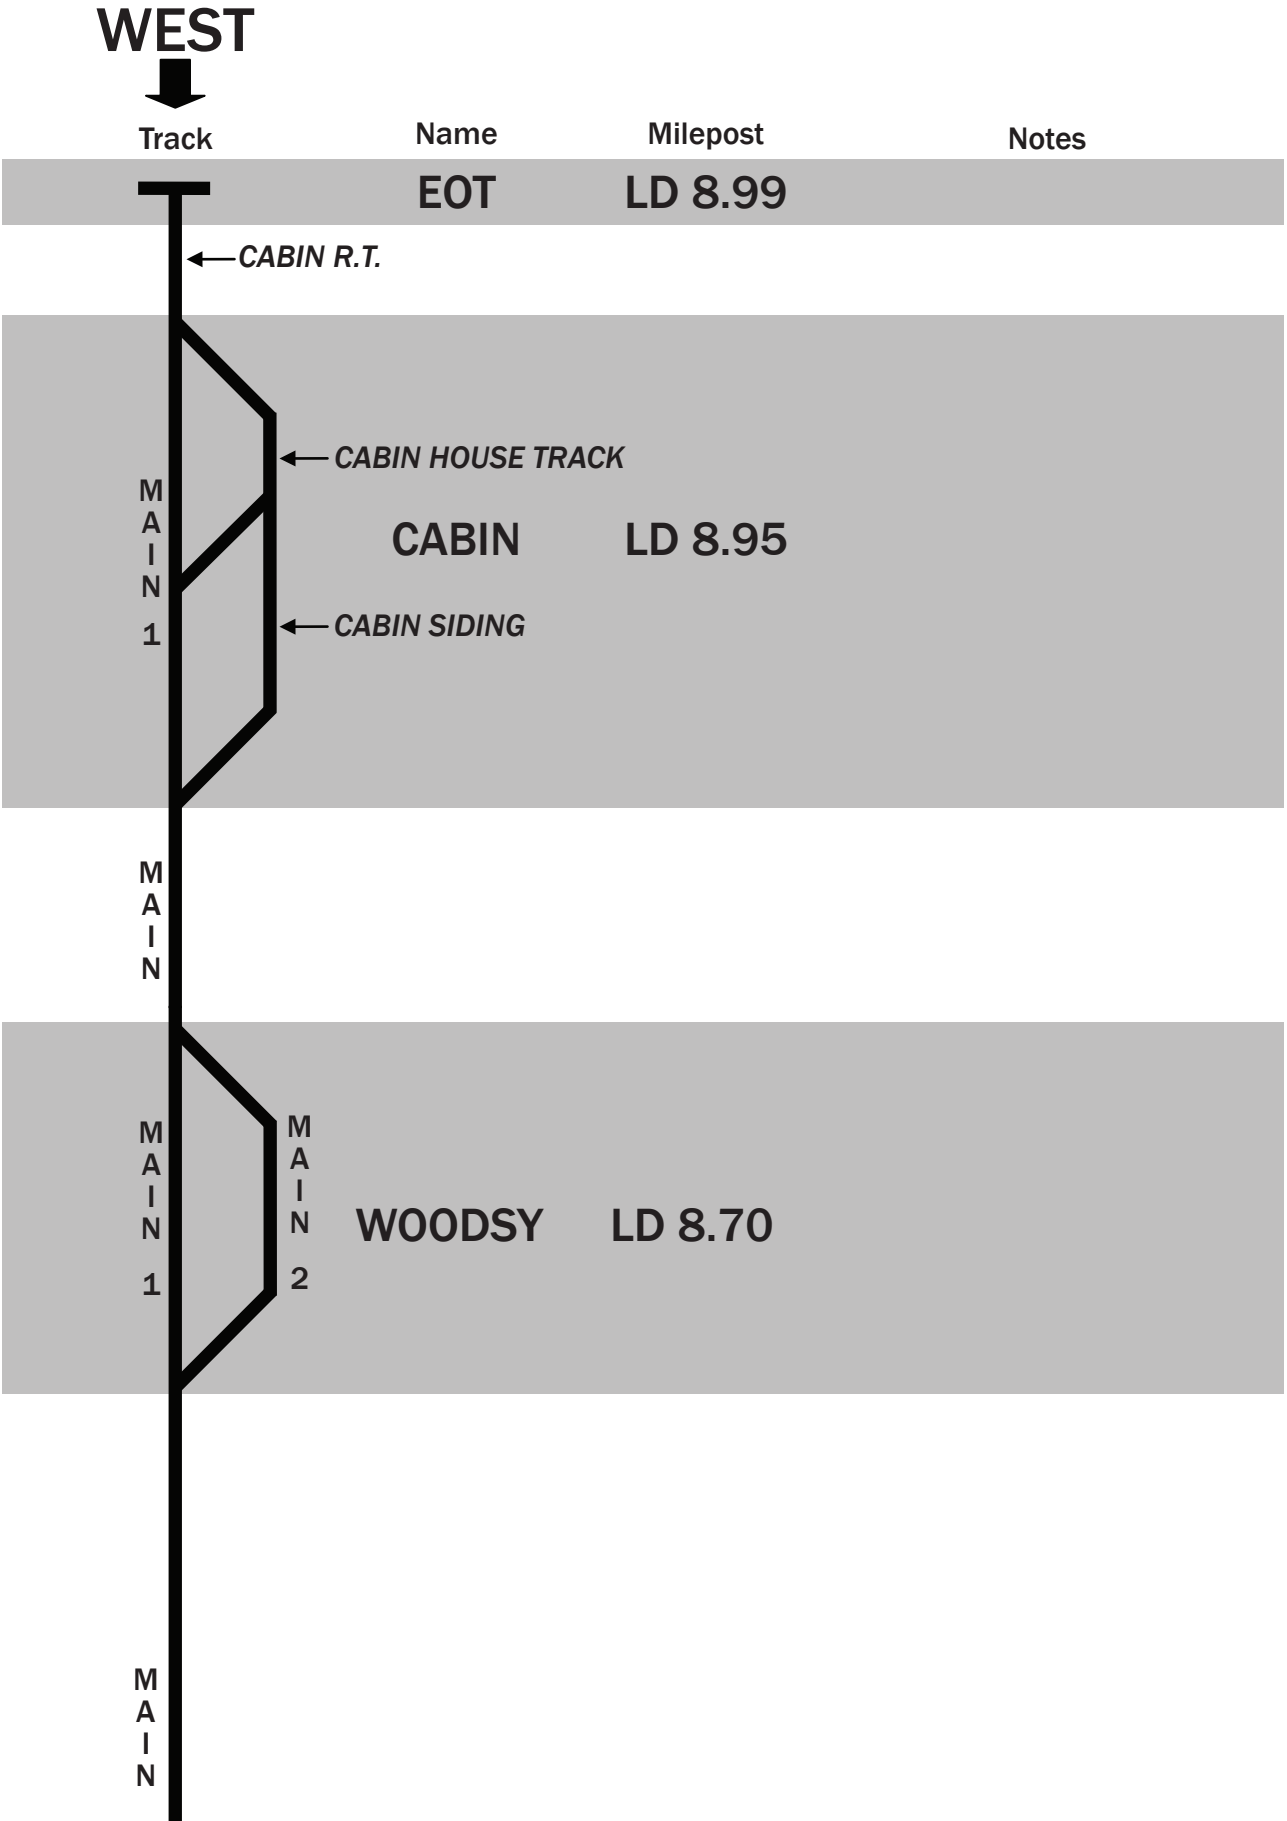 WEST
Track Name Milepost Notes
EOT LD 8.99
CABIN R.T.
CABIN HOUSE TRACK
MAIN 1
CABIN LD 8.95
CABIN SIDING
MAIN
MAIN 1
MAIN 2
WOODSY LD 8.70
MAIN